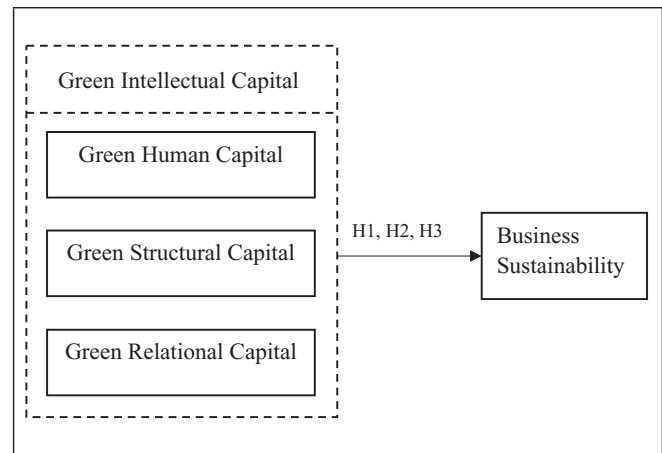 Green Intellectual Capital
Green Human Capital
Green Structural Capital
Green Relational Capital
H1, H2, H3
Business
Sustainability